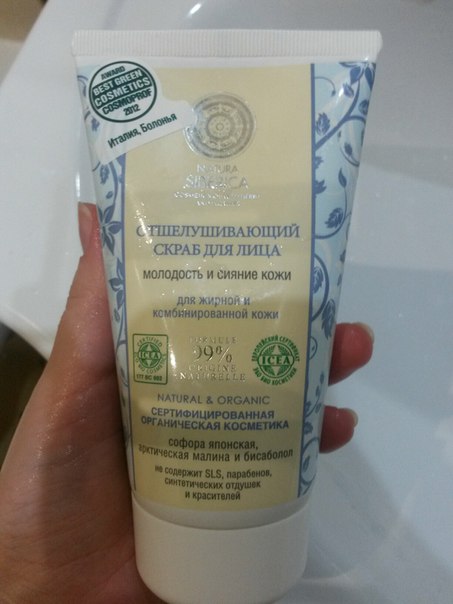 AWARD
BEST GREEN
COSMETICS
COSMOPROF
2012
Италия, Болонья
NATURA
SIBERICA
ОТШЕЛУШИВАЮЩИЙ
СКРАБ ДЛЯ ЛИЦА
МОЛОДОСТЬ И СИЯНИЕ КОЖИ
для жирной и
комбинированной кожи
99%
ORIGINE
NATURELLE
CERTIFIED
ICEA
ICEA
NATURAL & ORGANIC
СЕРТИФИЦИРОВАННАЯ
ОРГАНИЧЕСКАЯ КОСМЕТИКА
софора японская,
арктическая малина и бисаболол
не содержит SLS, парабенов,
синтетических отдушек
и красителей